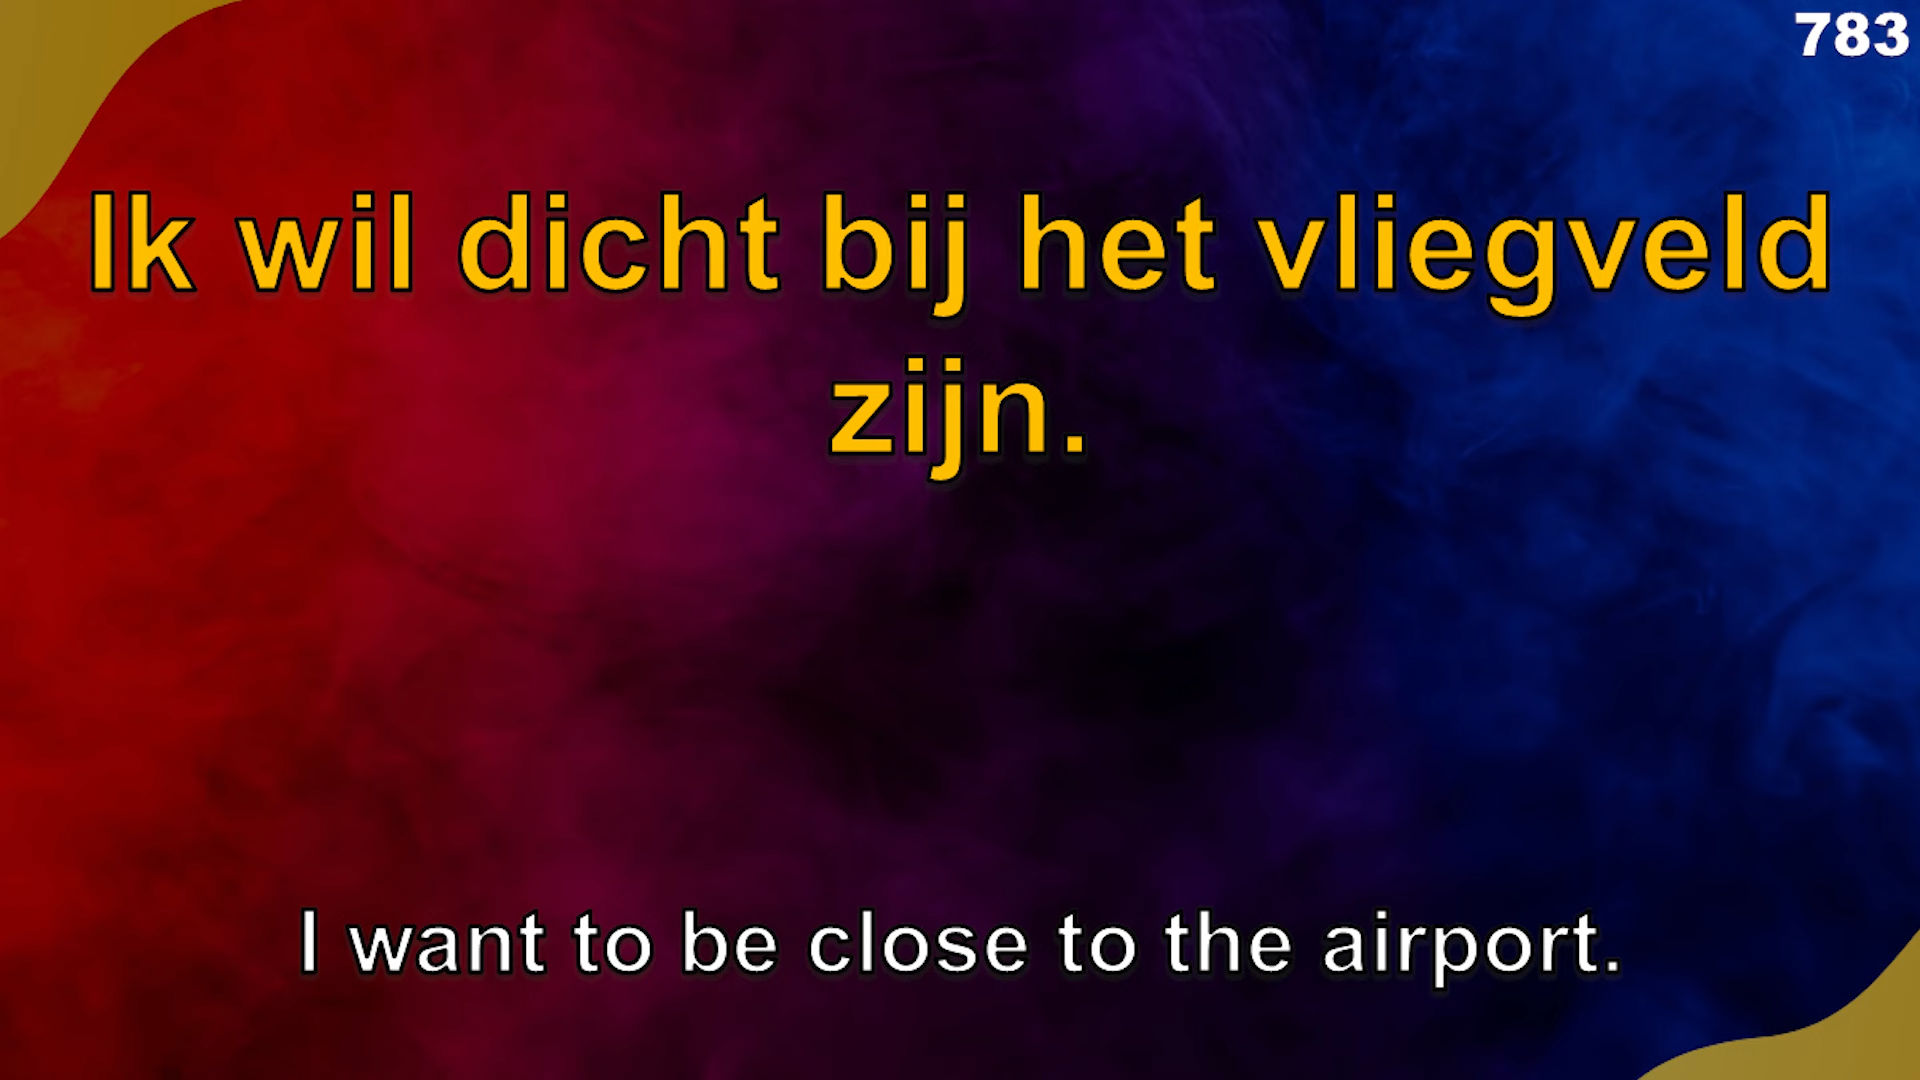 783
Ik wil dicht bij het vliegveld
zijn.
I want to be close to the airport.